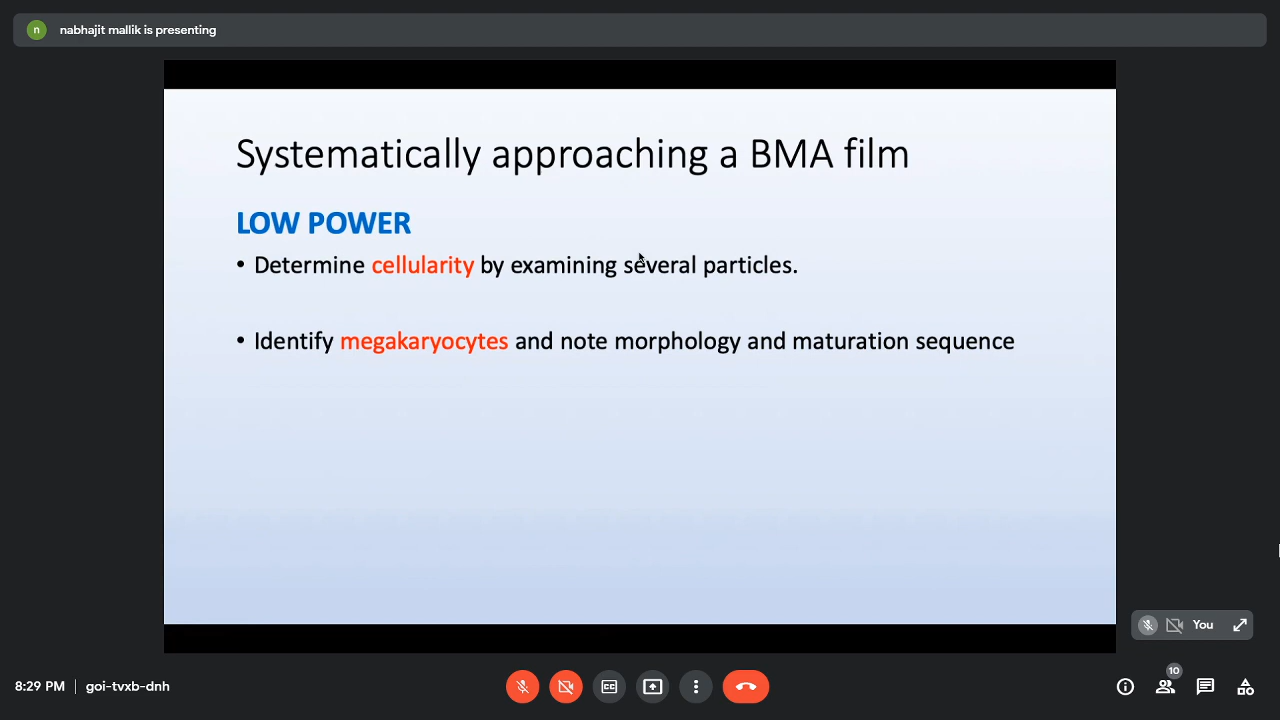 n nabhajit mallik is presenting
Systematically approaching a BMA film
LOW POWER
• Determine cellularity by examining several particles.
• Identify megakaryocytes and note morphology and maturation sequence
You
10
8:29 PM | goi-tvxb-dnh
CC